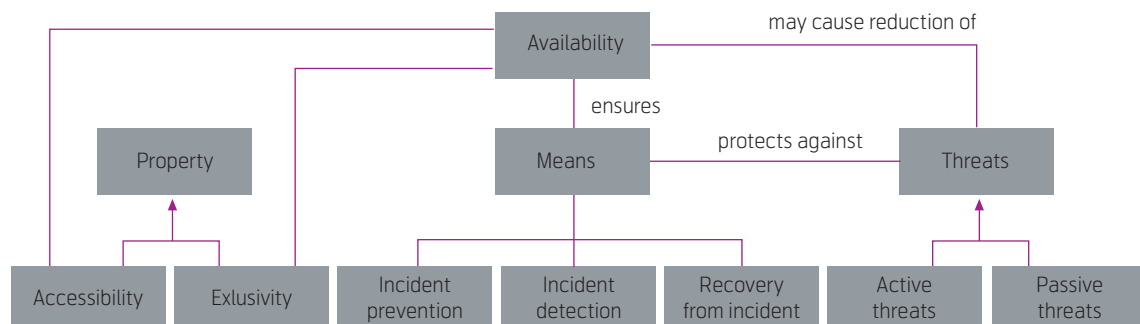 may cause reduction of
Availability
ensures
Property
Means
protects against
Threats
Accessibility
Exlusivity
Incident
prevention
Incident
detection
Recovery
from incident
Active
threats
Passive
threats